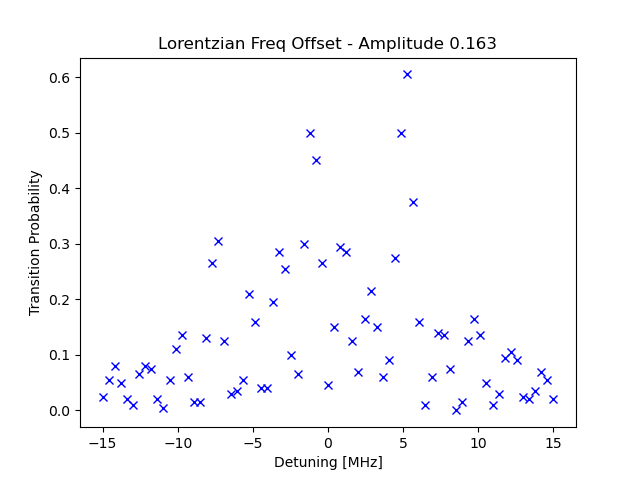 Lorentzian Freq Offset - Amplitude 0.163
Transition Probability
0.6
0.5
0.4
0.3
0.2
0.1
0.0
−15 −10 −5 0 5 10 15
Detuning [MHz]